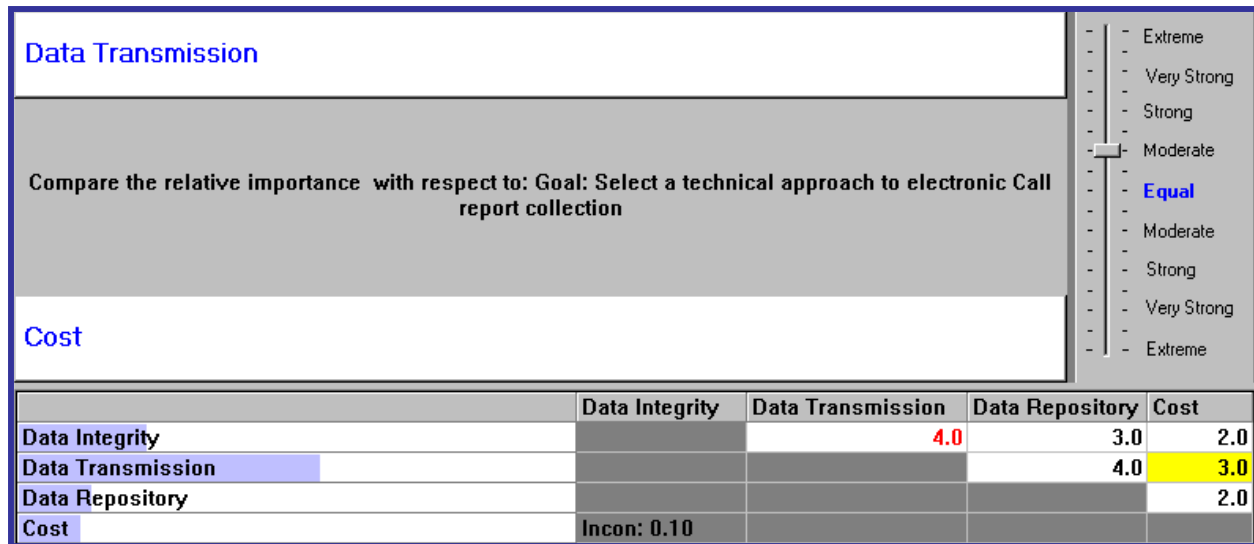 Data Transmission
Compare the relative importance with respect to: Goal: Select a technical approach to electronic Call
report collection
Cost
Extreme
Very Strong
Strong
Moderate
Equal
Moderate
Strong
Very Strong
Extreme
Data Integrity Data Transmission Data Repository Cost
Data Integrity 4.0 3.0 2.0
Data Transmission 4.0 3.0
Data Repository 2.0
Cost Incon: 0.10